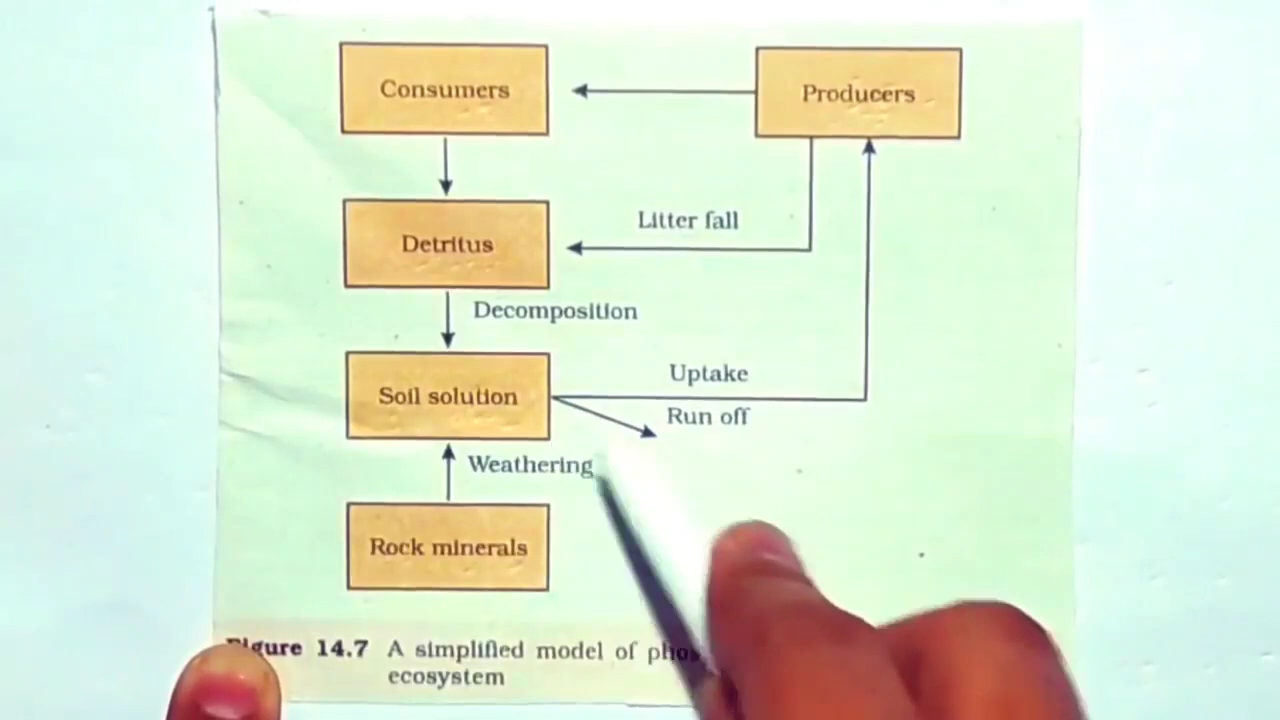 Consumers
Producers
Litter fall
Detritus
Decomposition
Uptake
Soil solution
Run off
Weathering
Rock minerals
Figure 14.7 A simplified model of
ecosystem